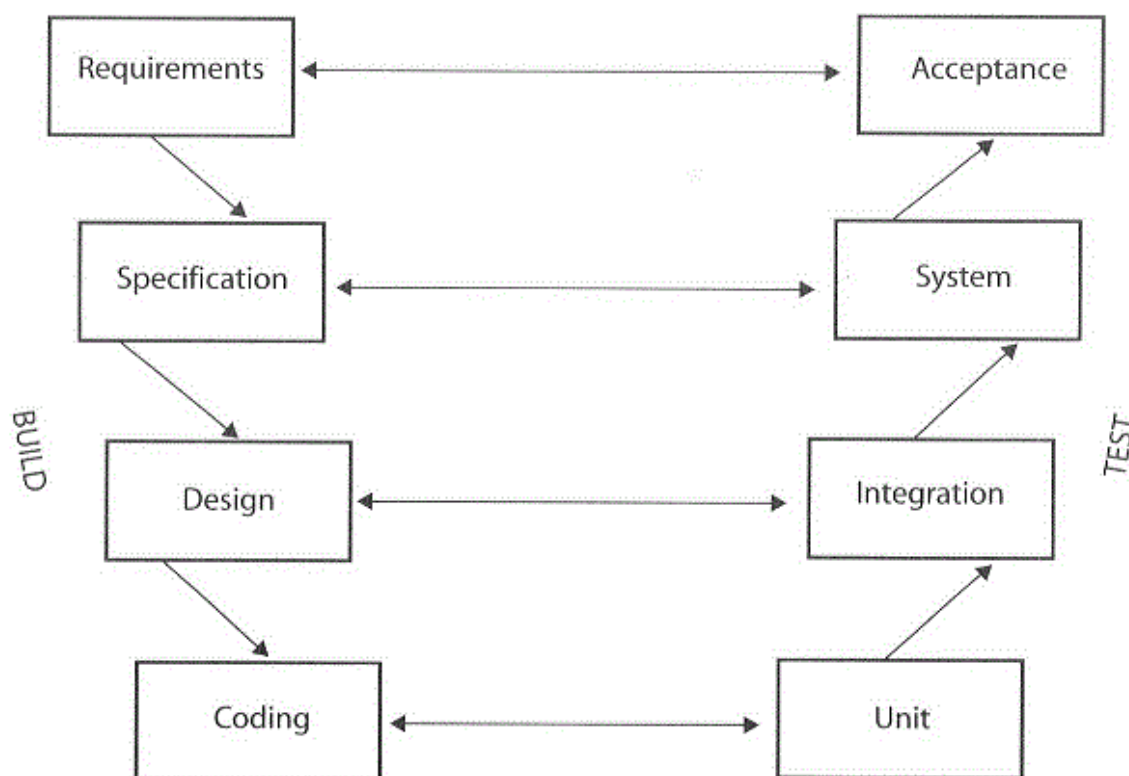 Requirements
Acceptance
Specification
System
BUILD
TEST
Design
Integration
Coding
Unit